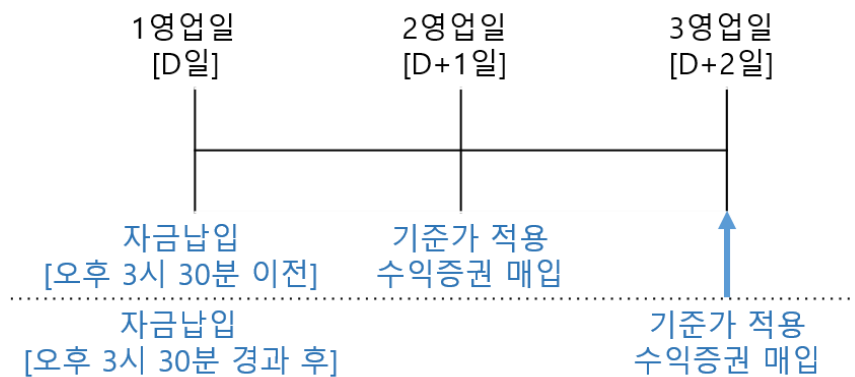 1영업일
[D일]
2영업일
[D+1일]
3영업일
[D+2일]
자금납입
[오후 3시 30분 이전]
기준가 적용
수익증권 매입
자금납입
[오후 3시 30분 경과 후]
기준가 적용
수익증권 매입